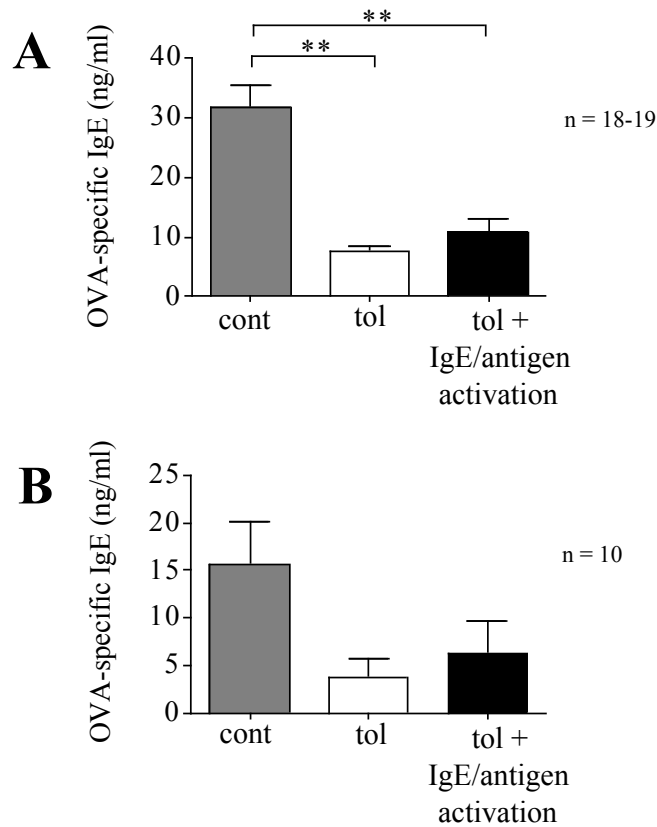 A
OVA-specific IgE (ng/ml)
40
30
20
10
0
**
**
n = 18-19
cont
tol
tol +
IgE/antigen
activation
B
OVA-specific IgE (ng/ml)
25
20
15
10
5
0
n = 10
cont
tol
tol +
IgE/antigen
activation